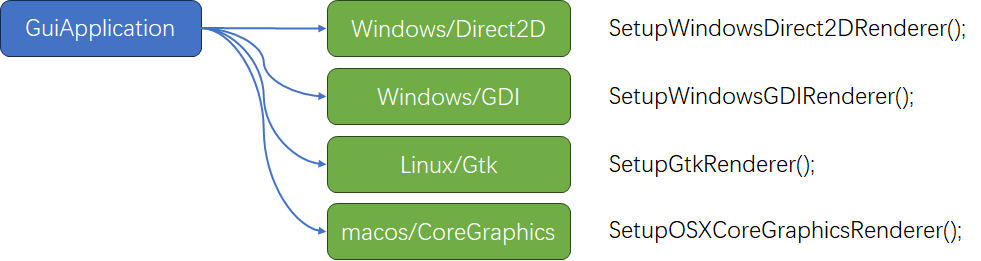 GuiApplication
Windows/Direct2D
SetupWindowsDirect2DRenderer();
Windows/GDI
SetupWindowsGDIRenderer();
Linux/Gtk
SetupGtkRenderer();
macos/CoreGraphics
SetupOSXCoreGraphicsRenderer();